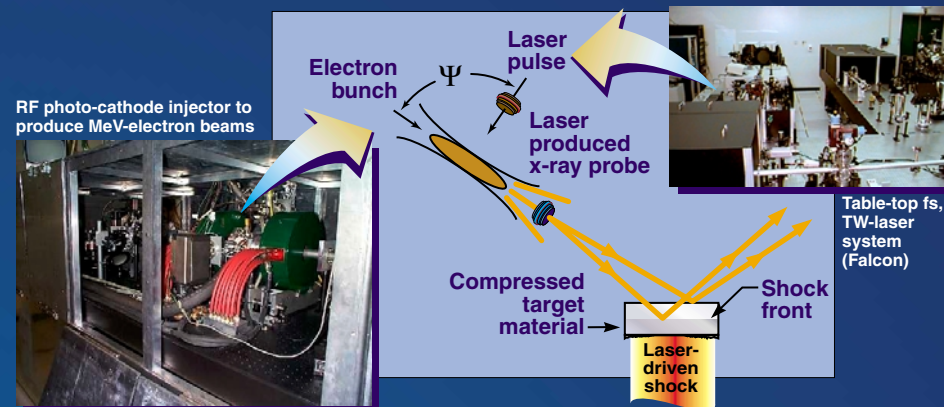 RF photo-cathode injector to
produce MeV-electron beams
Electron
bunch
Ψ
Laser
pulse
Laser
produced
x-ray probe
Table-top fs,
TW-laser
system
(Falcon)
Compressed
target
material
Shock
front
Laser-
driven
shock